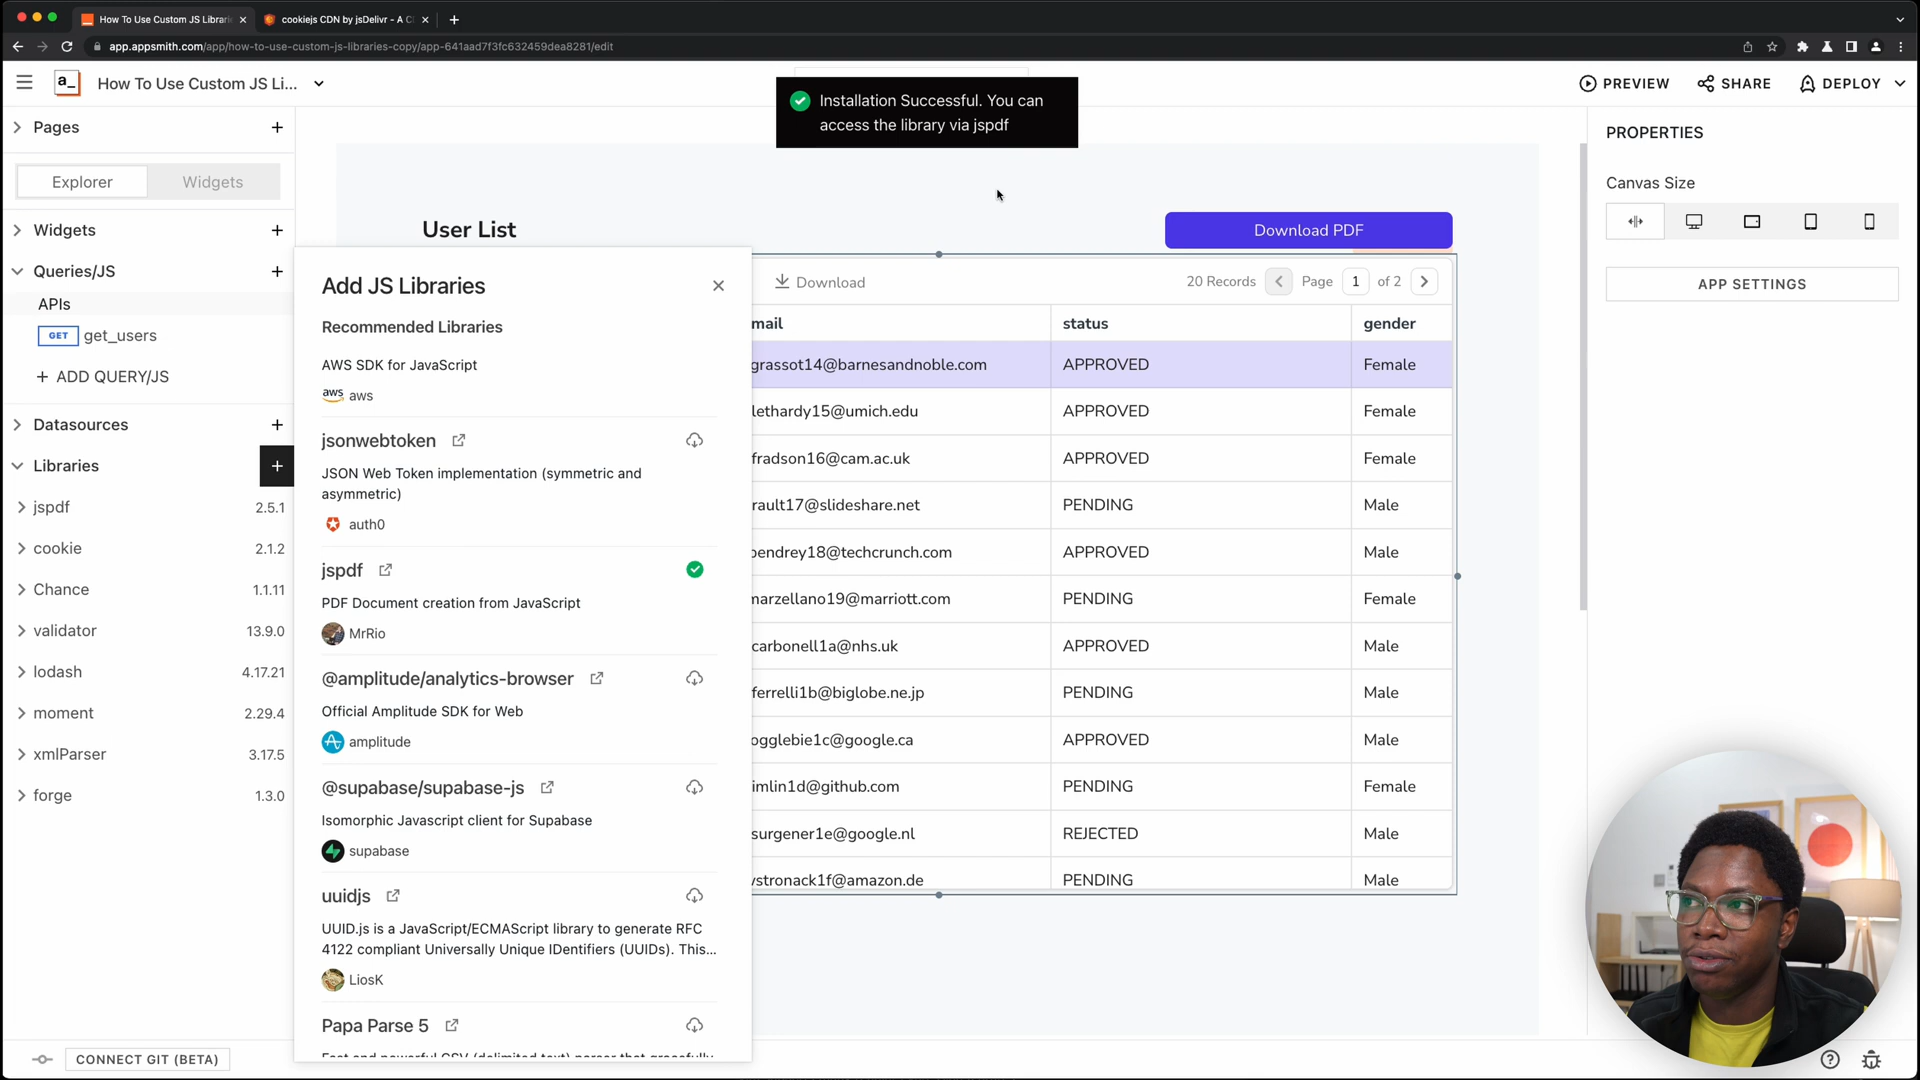 How To Use Custom JS Librarie
cookiejs CDN by jsDelivr - A C
app.appsmith.com/app/how-to-use-custom-js-libraries-copy/app-641aad7f3fc632459dea8281/edit
a_
How To Use Custom JS Li...
PREVIEW
SHARE
DEPLOY
Installation Successful. You can
access the library via jspdf
Pages
Explorer
Widgets
Widgets
Queries/JS
APIs
GET get_users
+ ADD QUERY/JS
Datasources
Libraries
jspdf 2.5.1
cookie 2.1.2
Chance 1.1.11
validator 13.9.0
lodash 4.17.21
moment 2.29.4
xmlParser 3.17.5
forge 1.3.0
CONNECT GIT (BETA)
Add JS Libraries
Recommended Libraries
AWS SDK for JavaScript
aws aws
jsonwebtoken
JSON Web Token implementation (symmetric and
asymmetric)
auth0
jspdf
PDF Document creation from JavaScript
MrRio
@amplitude/analytics-browser
Official Amplitude SDK for Web
amplitude
@supabase/supabase-js
Isomorphic Javascript client for Supabase
supabase
uuidjs
UUID.js is a JavaScript/ECMAScript library to generate RFC
4122 compliant Universally Unique IDentifiers (UUIDs). This...
LiosK
Papa Parse 5
User List
Download PDF
Download
20 Records
Page 1 of 2
mail status gender
grassot14@barnesandnoble.com APPROVED Female
lethardy15@umich.edu APPROVED Female
fradson16@cam.ac.uk APPROVED Female
rault17@slideshare.net PENDING Male
pendrey18@techcrunch.com APPROVED Male
narzellano19@marriott.com PENDING Female
carbonell1a@nhs.uk APPROVED Male
ferrelli1b@biglobe.ne.jp PENDING Male
ogglebie1c@google.ca APPROVED Male
imlin1d@github.com PENDING Female
surgener1e@google.nl REJECTED Male
vstronack1f@amazon.de PENDING Male
PROPERTIES
Canvas Size
APP SETTINGS